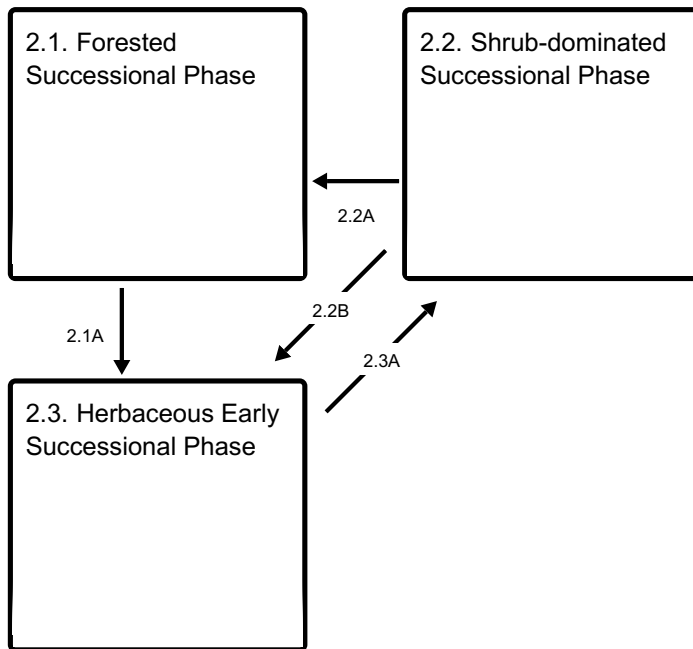 2.1. Forested
Successional Phase
2.2. Shrub-dominated
Successional Phase
2.2A
2.2B
2.1A
2.3A
2.3. Herbaceous Early
Successional Phase